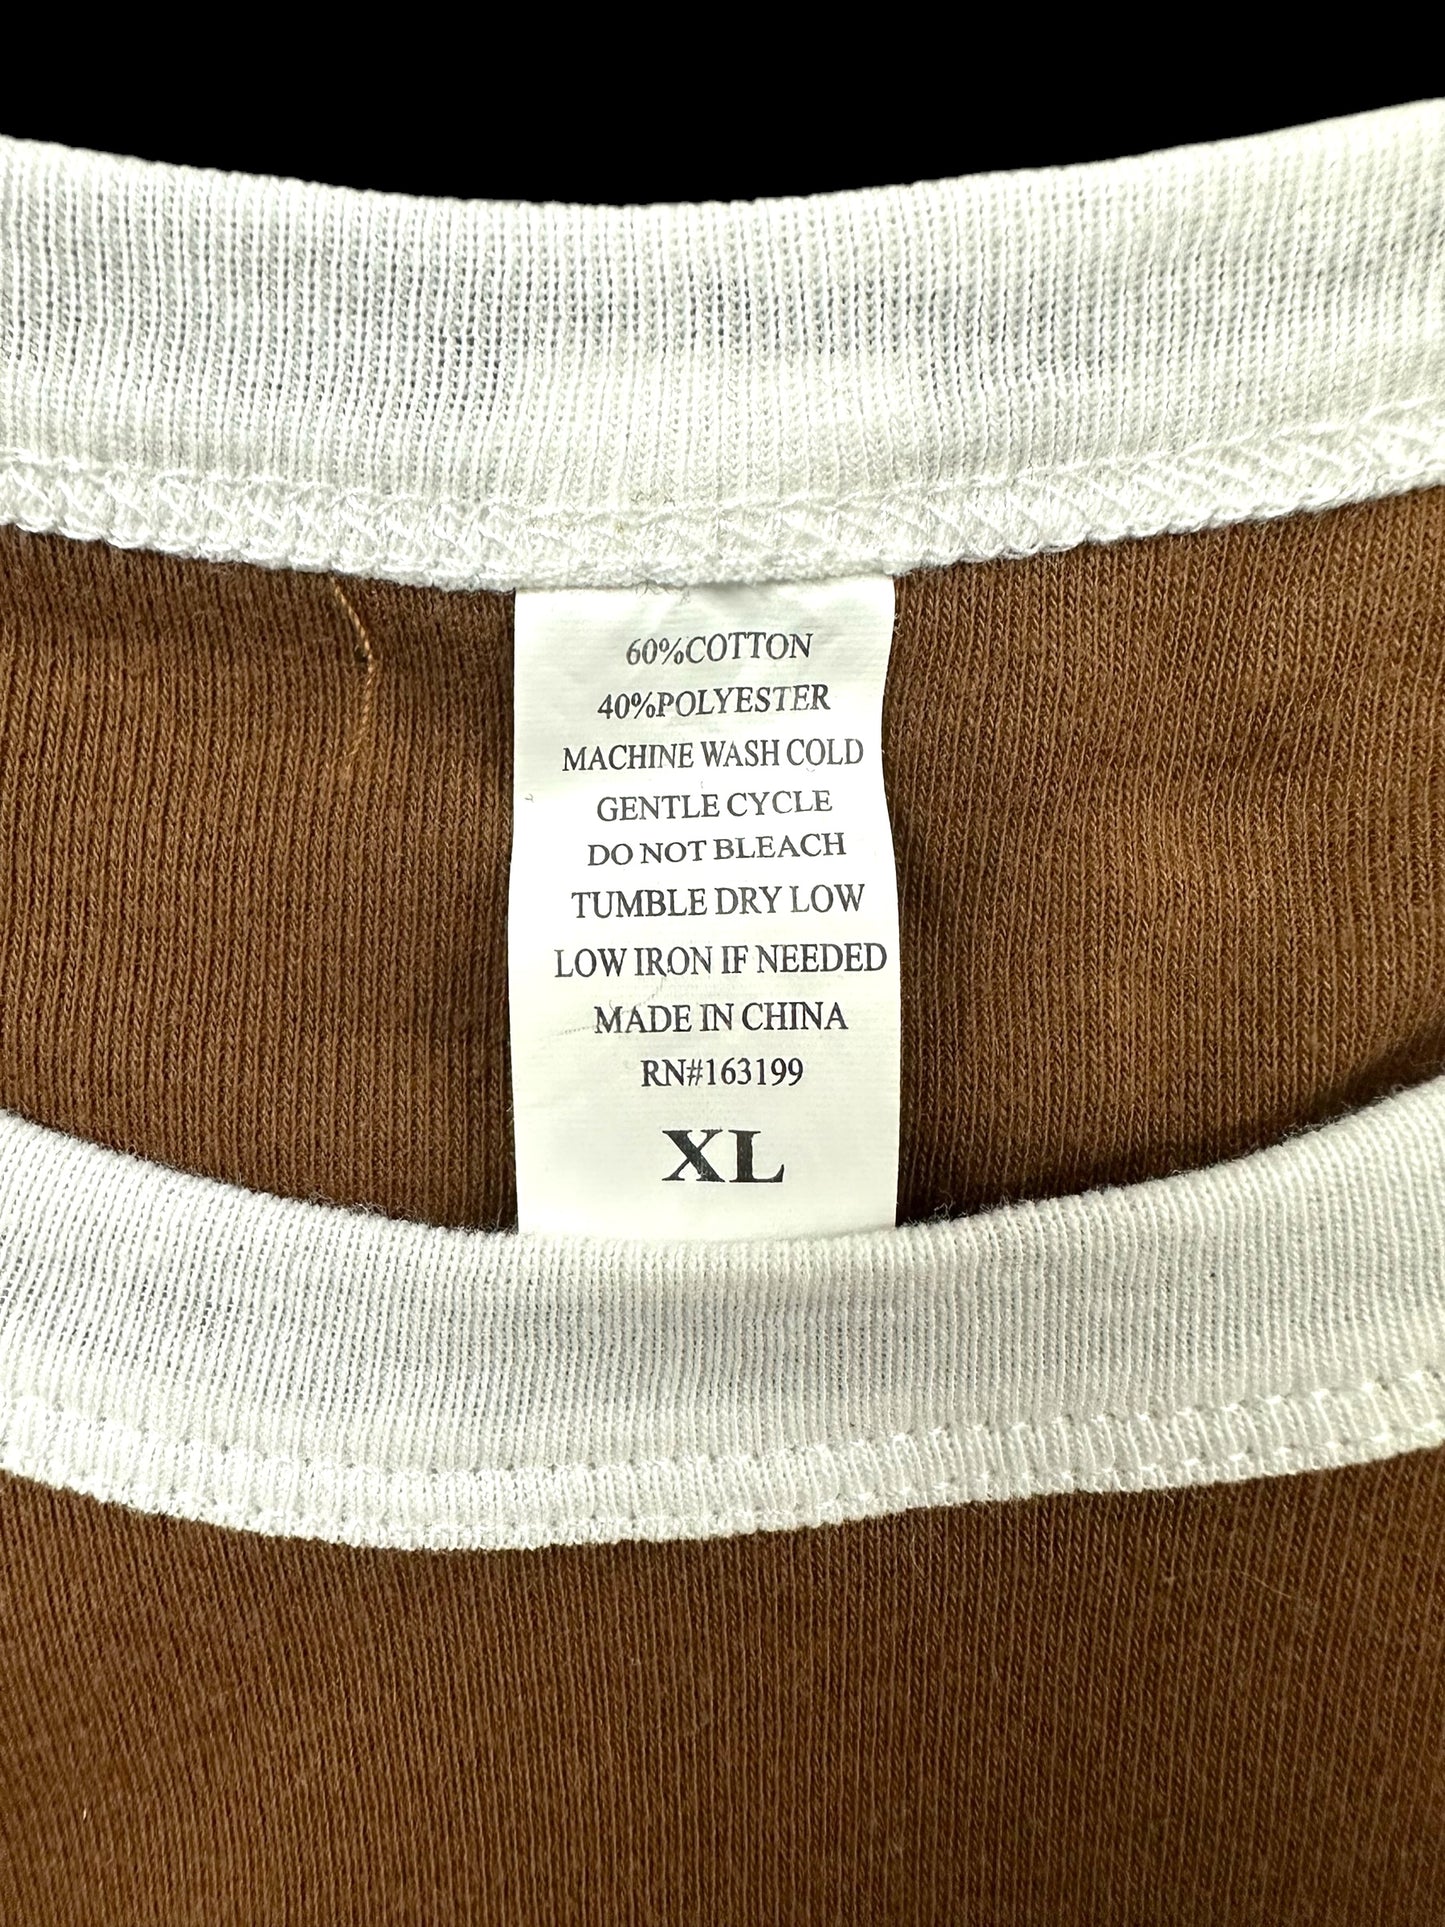 60%COTTON
40%POLYESTER
MACHINE WASH COLD
GENTLE CYCLE
DO NOT BLEACH
TUMBLE DRY LOW
LOW IRON IF NEEDED
MADE IN CHINA
RN#163199
XL